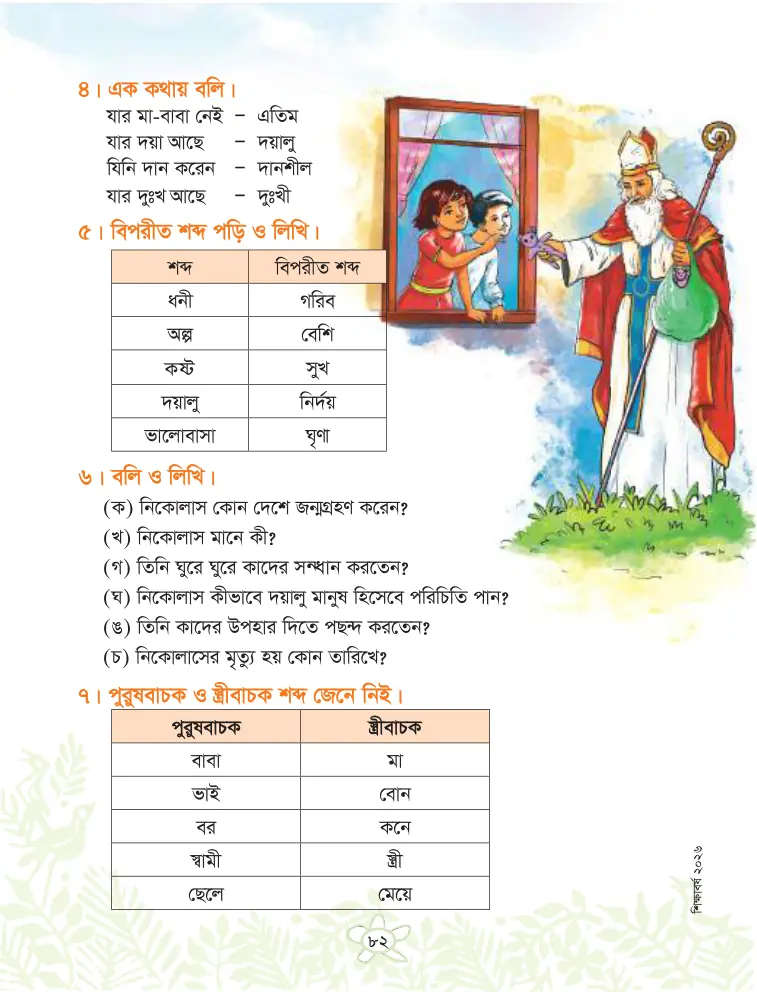 ৪। এক কথায় বলি।
যার মা-বাবা নেই – এতিম
যার দয়া আছে – দয়ালু
যিনি দান করেন – দানশীল
যার দুঃখ আছে – দুঃখী
৫। বিপরীত শব্দ পড়ি ও লিখি।
শব্দ বিপরীত শব্দ
ধনী গরিব
অল্প বেশি
কষ্ট সুখ
দয়ালু নির্দয়
ভালোবাসা ঘৃণা
৬। বলি ও লিখি।
(ক) নিকোলাস কোন দেশে জন্মগ্রহণ করেন?
(খ) নিকোলাস মানে কী?
(গ) তিনি ঘুরে ঘুরে কাদের সন্ধান করতেন?
(ঘ) নিকোলাস কীভাবে দয়ালু মানুষ হিসেবে পরিচিতি পান?
(ঙ) তিনি কাদের উপহার দিতে পছন্দ করতেন?
(চ) নিকোলাসের মৃত্যু হয় কোন তারিখে?
৭। পুরুষবাচক ও স্ত্রীবাচক শব্দ জেনে নিই।
পুরুষবাচক স্ত্রীবাচক
বাবা মা
ভাই বোন
বর কনে
স্বামী স্ত্রী
ছেলে মেয়ে
শিক্ষাবর্ষ ২০২৬
৮২